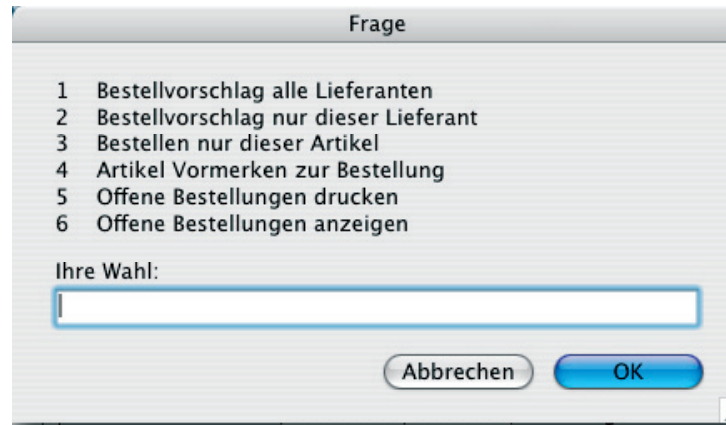 Frage
1 Bestellvorschlag alle Lieferanten
2 Bestellvorschlag nur dieser Lieferant
3 Bestellen nur dieser Artikel
4 Artikel Vormerken zur Bestellung
5 Offene Bestellungen drucken
6 Offene Bestellungen anzeigen
Ihre Wahl:
Abbrechen OK